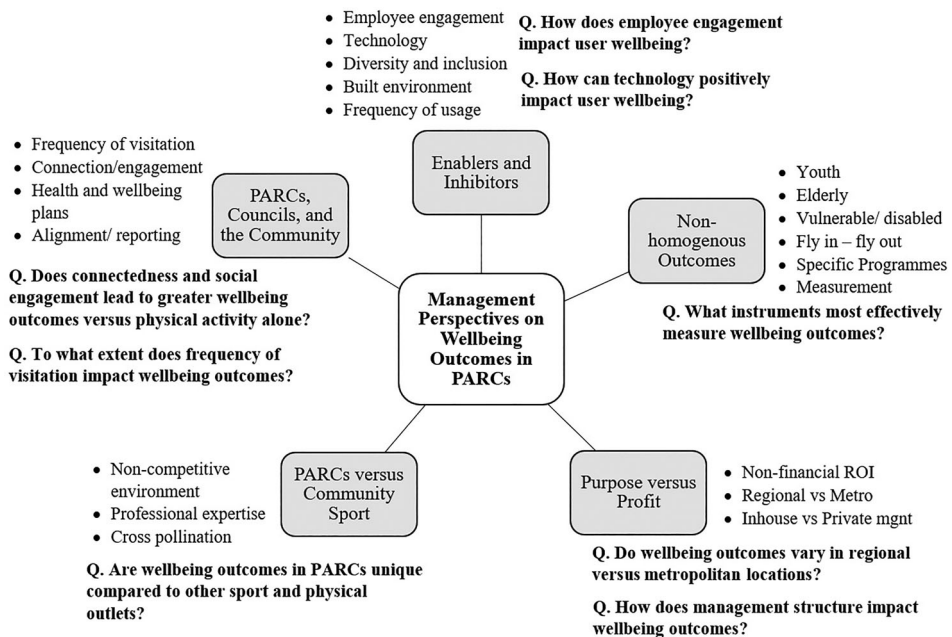 • Employee engagement
• Technology
• Diversity and inclusion
• Built environment
• Frequency of usage
Q. How does employee engagement
impact user wellbeing?
Q. How can technology positively
impact user wellbeing?
Enablers and
Inhibitors
• Frequency of visitation
• Connection/engagement
• Health and wellbeing
plans
• Alignment/ reporting
PARCs,
Councils, and
the Community
Q. Does connectedness and social
engagement lead to greater wellbeing
outcomes versus physical activity alone?
Q. To what extent does frequency of
visitation impact wellbeing outcomes?
Non-
homogenous
Outcomes
• Youth
• Elderly
• Vulnerable/ disabled
• Fly in – fly out
• Specific Programmes
• Measurement
Q. What instruments most effectively
measure wellbeing outcomes?
Management
Perspectives on
Wellbeing
Outcomes in
PARCs
• Non-competitive
environment
• Professional expertise
• Cross pollination
PARCs versus
Community
Sport
Q. Are wellbeing outcomes in PARCs unique
compared to other sport and physical
outlets?
Purpose versus
Profit
• Non-financial ROI
• Regional vs Metro
• Inhouse vs Private mgnt
Q. Do wellbeing outcomes vary in regional
versus metropolitan locations?
Q. How does management structure impact
wellbeing outcomes?